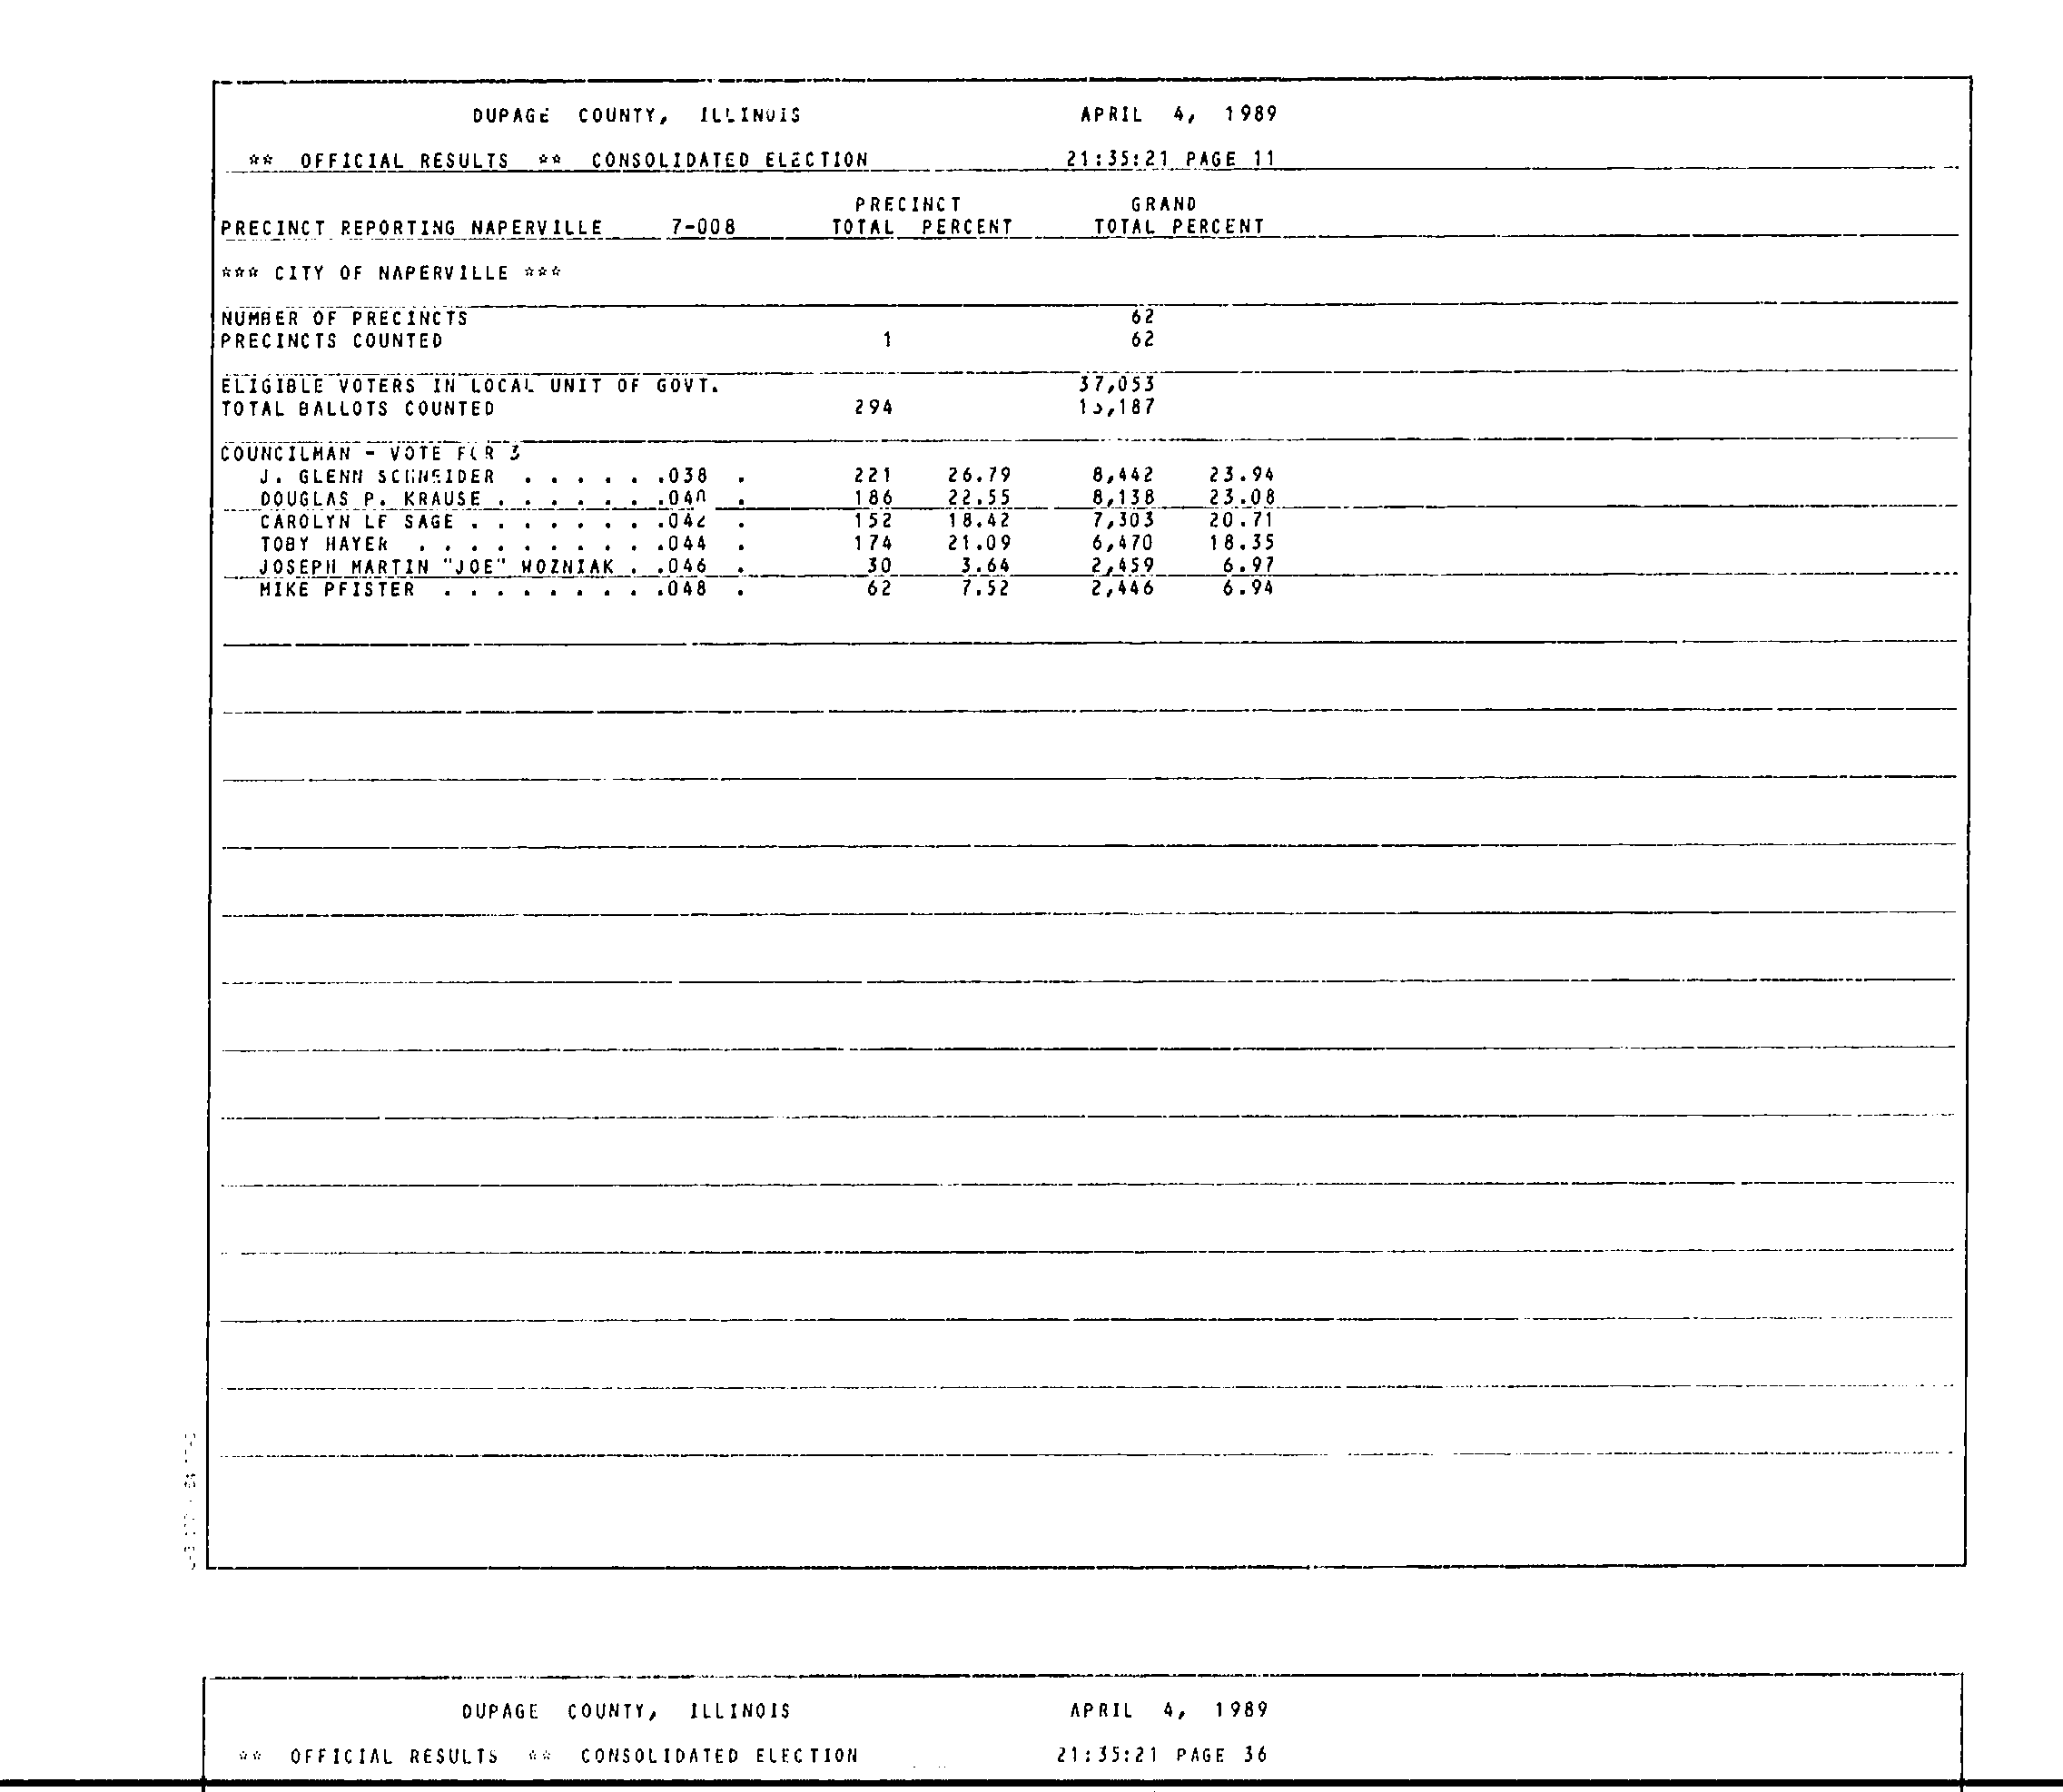 DUPAGE COUNTY, ILLINOIS APRIL 4, 1989
** OFFICIAL RESULTS ** CONSOLIDATED ELECTION 21:35:21 PAGE 11
PRECINCT GRAND
PRECINCT REPORTING NAPERVILLE 7-008 TOTAL PERCENT TOTAL PERCENT
*** CITY OF NAPERVILLE ***
NUMBER OF PRECINCTS 62
PRECINCTS COUNTED 1 62
ELIGIBLE VOTERS IN LOCAL UNIT OF GOVT. 37,053
TOTAL BALLOTS COUNTED 294
COUNCILMAN - VOTE FOR 3
J. GLENN SCHNEIDER . . . . . .038 . 221 26.79 8,442 23.94
DOUGLAS P. KRAUSE . . . . . . .040 . 186 22.55 8,138 23.08
CAROLYN LE SAGE . . . . . . . .042 . 152 18.42 7,303 20.71
TOBY HAYER . . . . . . . . . .044 . 174 21.09 6,470 18.35
JOSEPH MARTIN "JOE" WOZNIAK . .046 . 30 3.64 2,459 6.97
MIKE PFISTER . . . . . . . . .048 . 62 7.52 2,446 6.94
DUPAGE COUNTY, ILLINOIS APRIL 4, 1989
** OFFICIAL RESULTS ** CONSOLIDATED ELECTION 21:35:21 PAGE 36